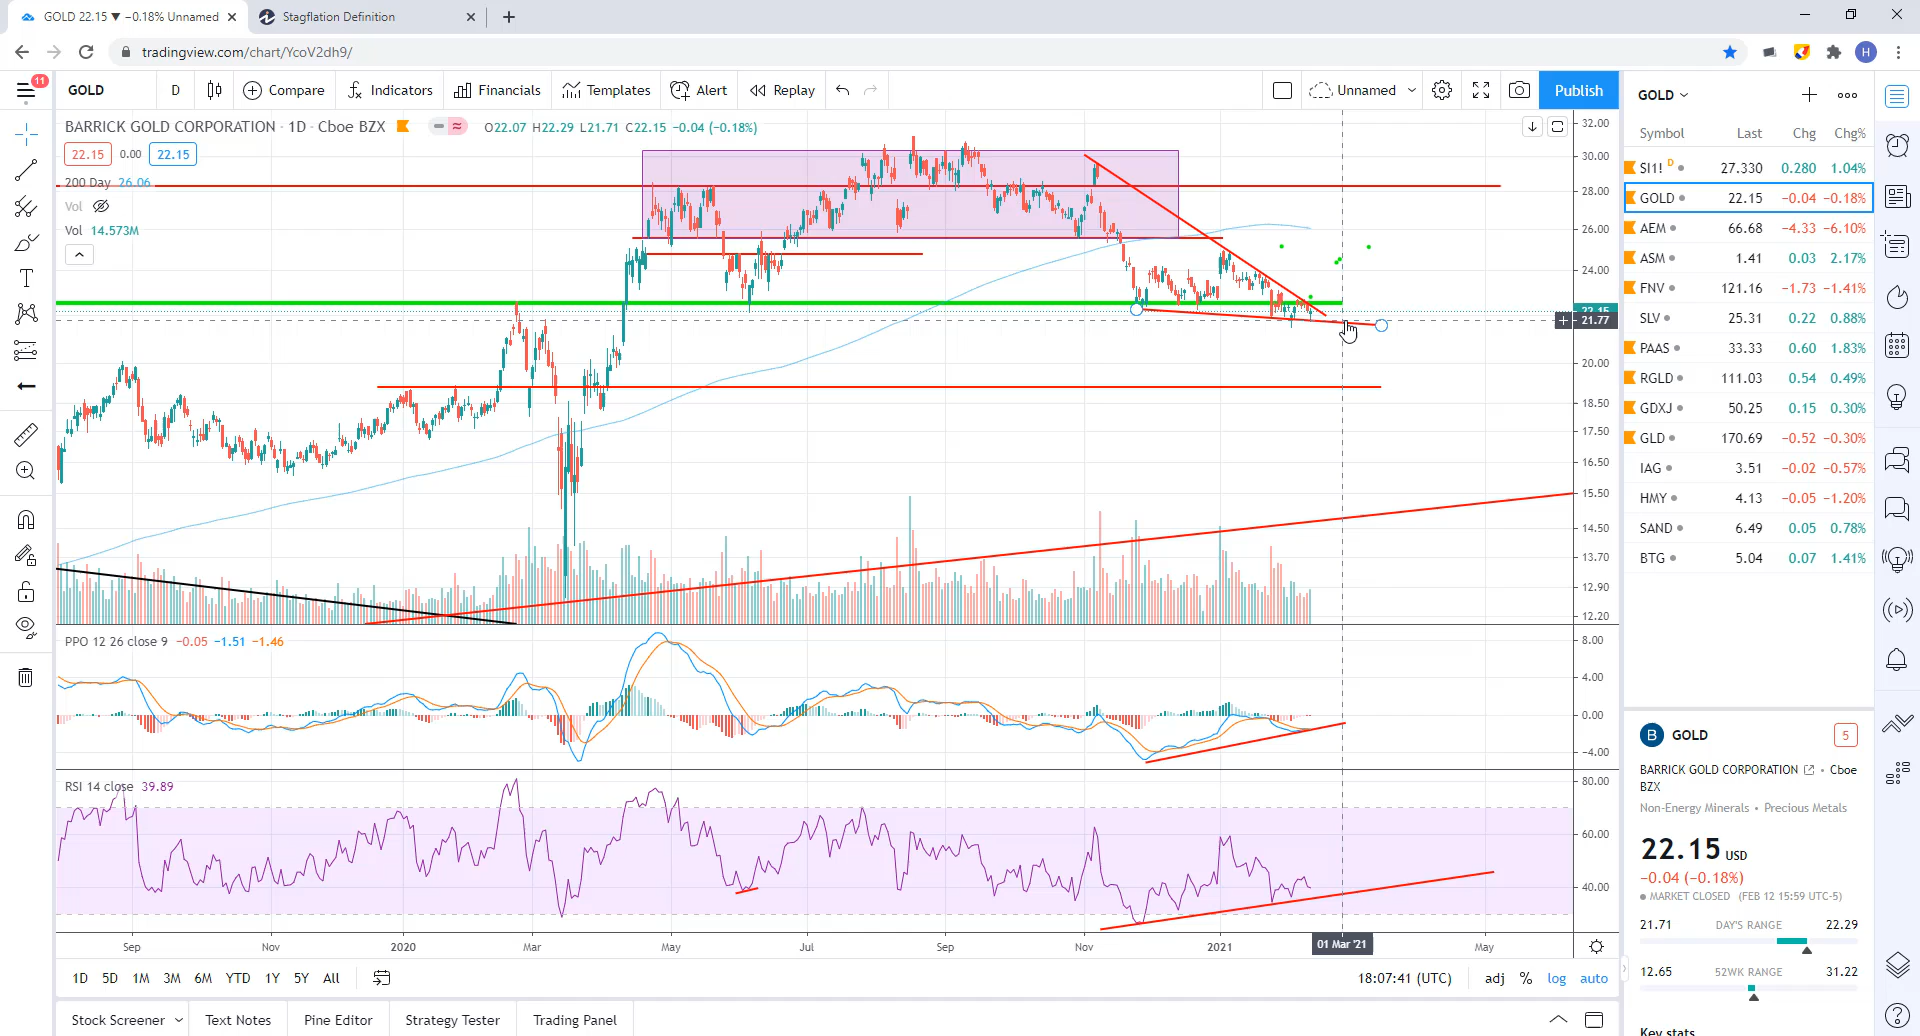 GOLD 22.15 ▼ −0.18% Unnamed
Stagflation Definition
tradingview.com/chart/YcoV2dh9/
H
11
GOLD
D
Compare
Indicators
Financials
Templates
Alert
Replay
Unnamed
Publish
BARRICK GOLD CORPORATION · 1D · Cboe BZX
O22.07 H22.29 L21.71 C22.15 −0.04 (−0.18%)
22.15 0.00 22.15
200 Day 26.06
Vol
Vol 14.573M
32.00
30.00
28.00
26.00
24.00
22.15
21.77
20.00
18.50
17.50
16.50
15.50
14.50
13.70
12.90
12.20
PPO 12 26 close 9 −0.05 −1.51 −1.46
8.00
4.00
0.00
−4.00
RSI 14 close 39.89
80.00
60.00
40.00
Sep Nov 2020 Mar May Jul Sep Nov 2021 01 Mar '21 May
1D 5D 1M 3M 6M YTD 1Y 5Y All
18:07:41 (UTC) adj % log auto
Stock Screener Text Notes Pine Editor Strategy Tester Trading Panel
GOLD
Symbol Last Chg Chg%
SI1! D 27.330 0.280 1.04%
GOLD 22.15 −0.04 −0.18%
AEM 66.68 −4.33 −6.10%
ASM 1.41 0.03 2.17%
FNV 121.16 −1.73 −1.41%
SLV 25.31 0.22 0.88%
PAAS 33.33 0.60 1.83%
RGLD 111.03 0.54 0.49%
GDXJ 50.25 0.15 0.30%
GLD 170.69 −0.52 −0.30%
IAG 3.51 −0.02 −0.57%
HMY 4.13 −0.05 −1.20%
SAND 6.49 0.05 0.78%
BTG 5.04 0.07 1.41%
B GOLD 5
BARRICK GOLD CORPORATION • Cboe
BZX
Non-Energy Minerals • Precious Metals
22.15 USD
−0.04 (−0.18%)
MARKET CLOSED (FEB 12 15:59 UTC-5)
21.71 DAY'S RANGE 22.29
12.65 52WK RANGE 31.22
Key stats